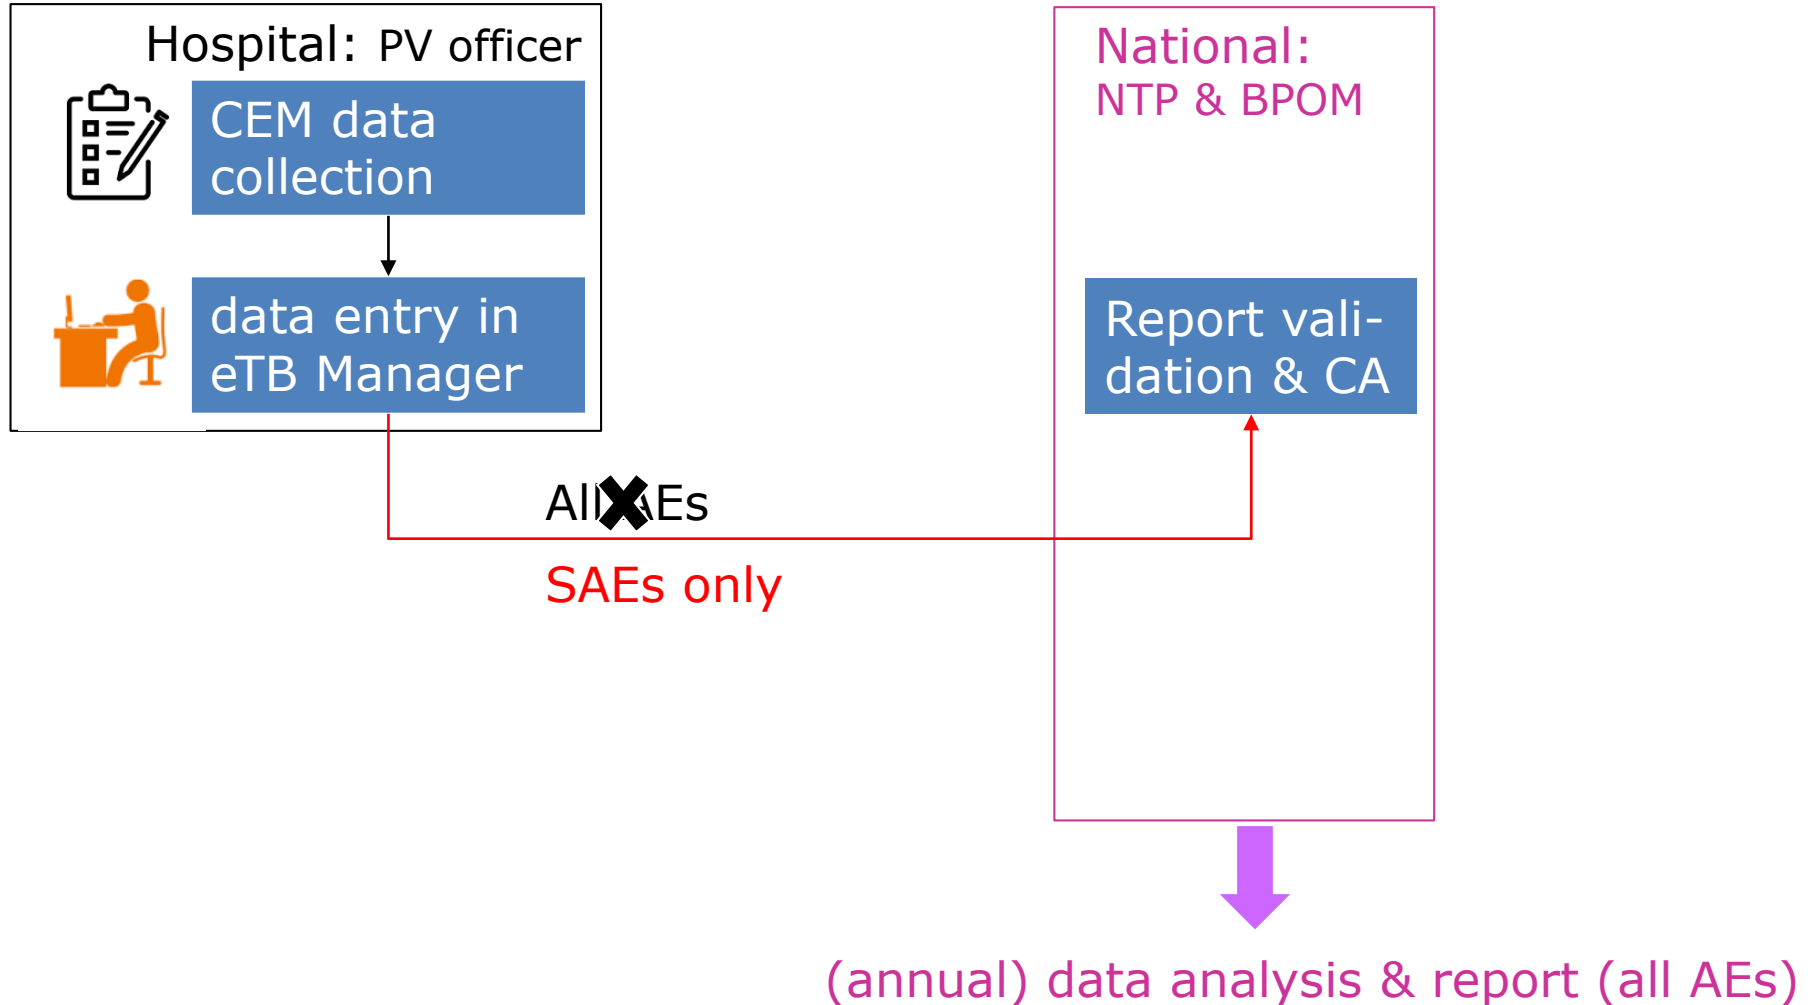 Hospital: PV officer
CEM data
collection
data entry in
eTB Manager
National:
NTP & BPOM
Report vali-
dation & CA
All AEs
SAEs only
(annual) data analysis & report (all AEs)